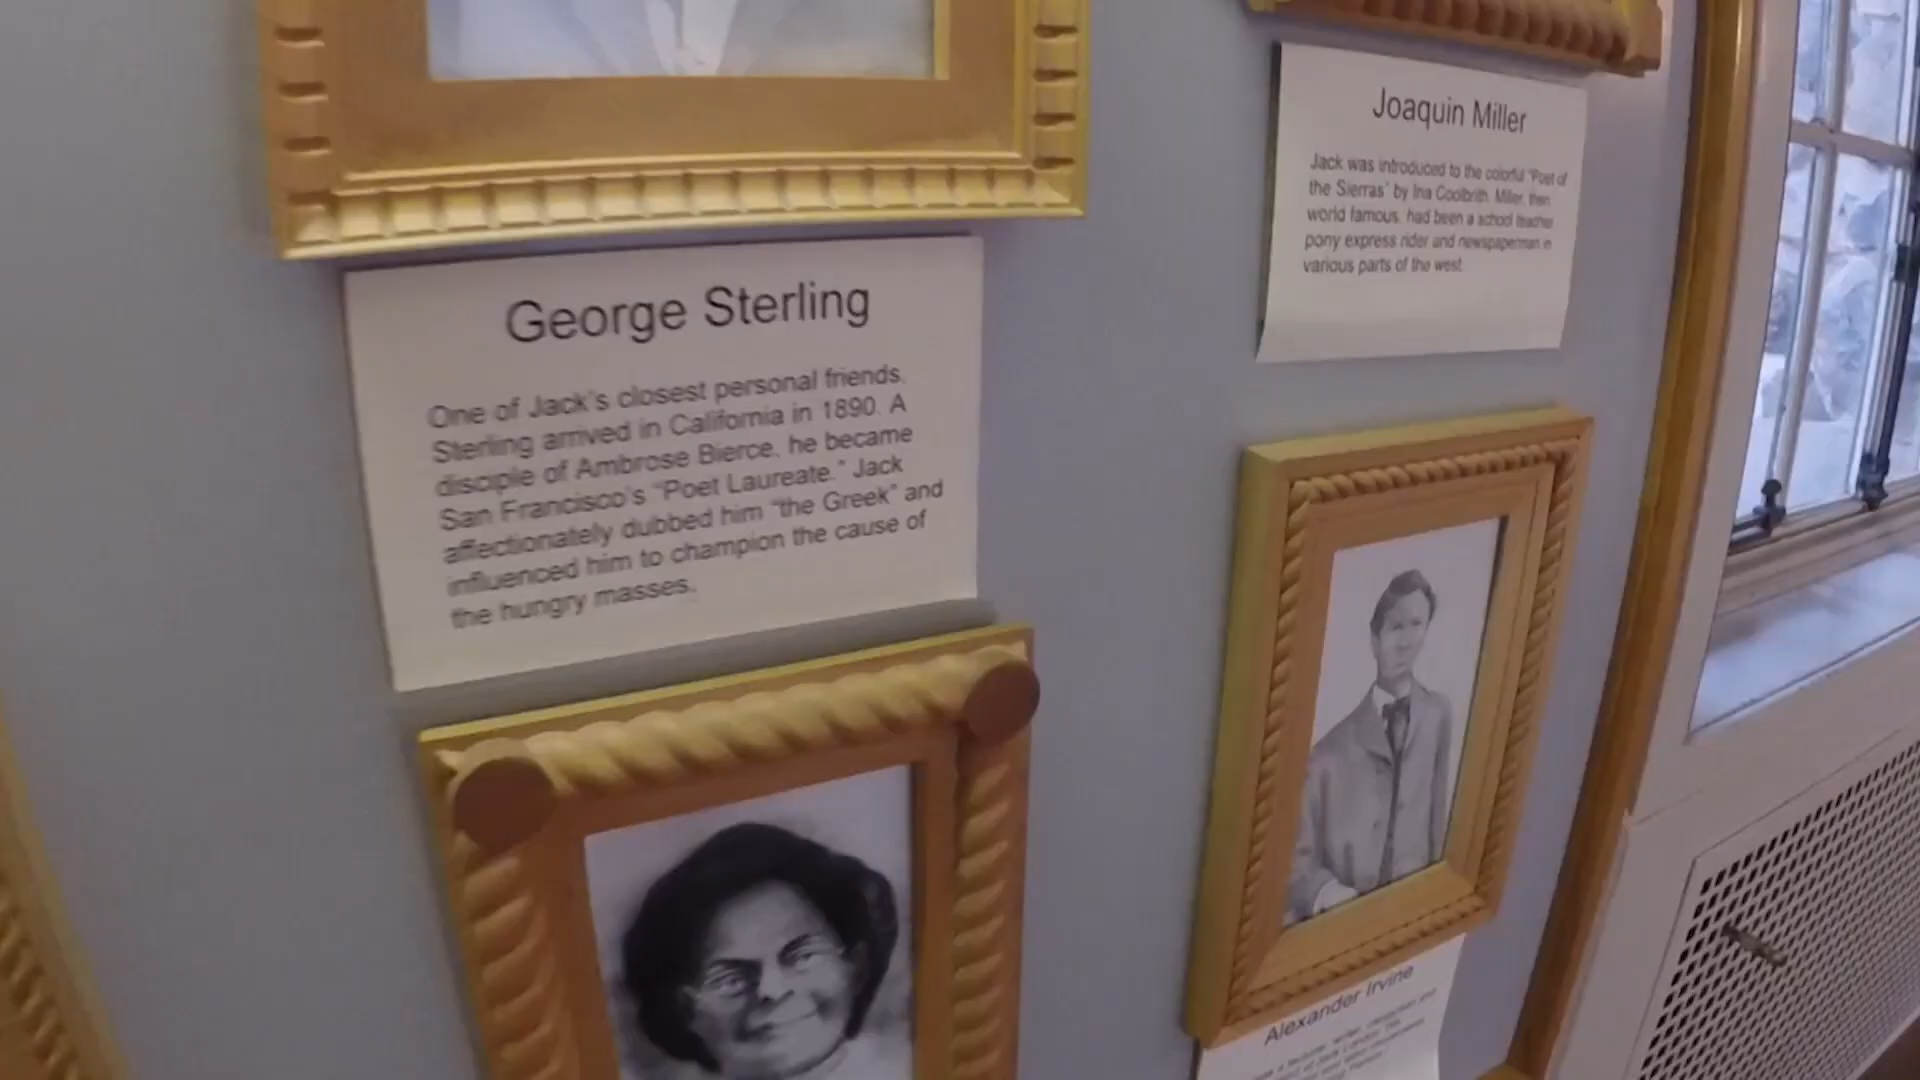 George Sterling
One of Jack's closest personal friends,
Sterling arrived in California in 1890. A
disciple of Ambrose Bierce, he became
San Francisco's "Poet Laureate." Jack
affectionately dubbed him "the Greek" and
influenced him to champion the cause of
the hungry masses.
Joaquin Miller
Jack was introduced to the colorful "Poet of
the Sierras" by Ina Coolbrith. Miller, then
world famous, had been a school teacher
pony express rider and newspaperman in
various parts of the west.
Alexander Irvine